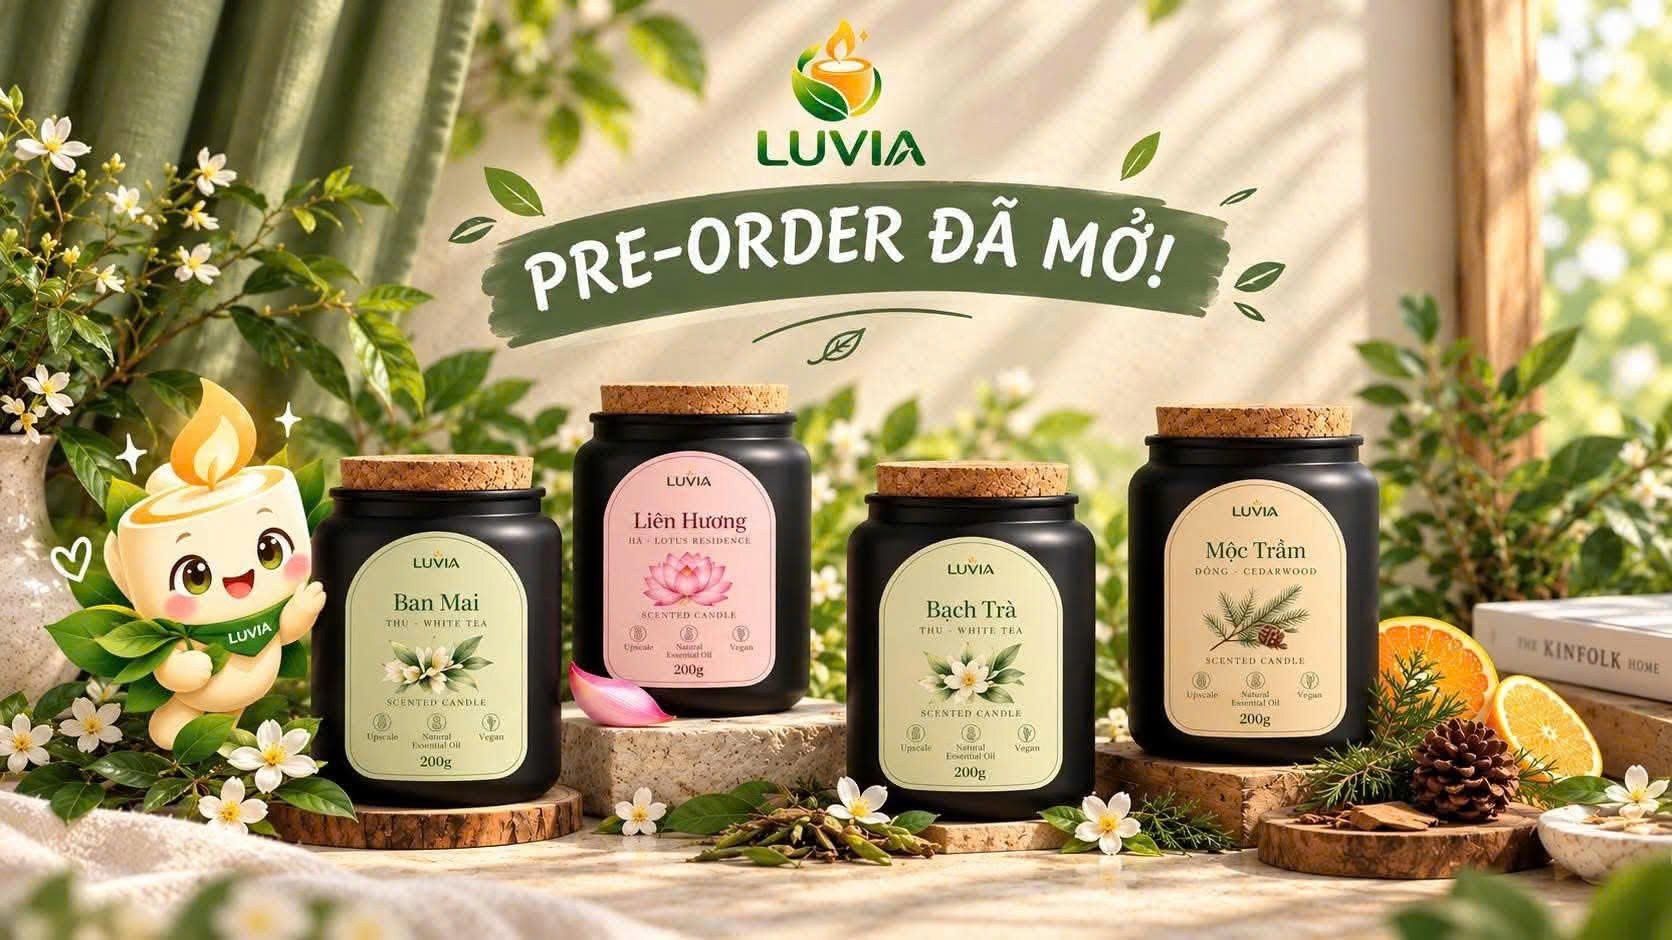 LUVIA
PRE-ORDER ĐÃ MỞ!
LUVIA
LUVIA
Ban Mai
THU - WHITE TEA
SCENTED CANDLE
Upscale
Natural
Essential Oil
Vegan
200g
LUVIA
Liên Hương
HẠ - LOTUS RESIDENCE
SCENTED CANDLE
Upscale
Natural
Essential Oil
Vegan
200g
LUVIA
Bạch Trà
THU - WHITE TEA
SCENTED CANDLE
Upscale
Natural
Essential Oil
Vegan
200g
LUVIA
Mộc Trầm
ĐÔNG - CEDARWOOD
SCENTED CANDLE
Upscale
Natural
Essential Oil
Vegan
200g
THE KINFOLK HOME